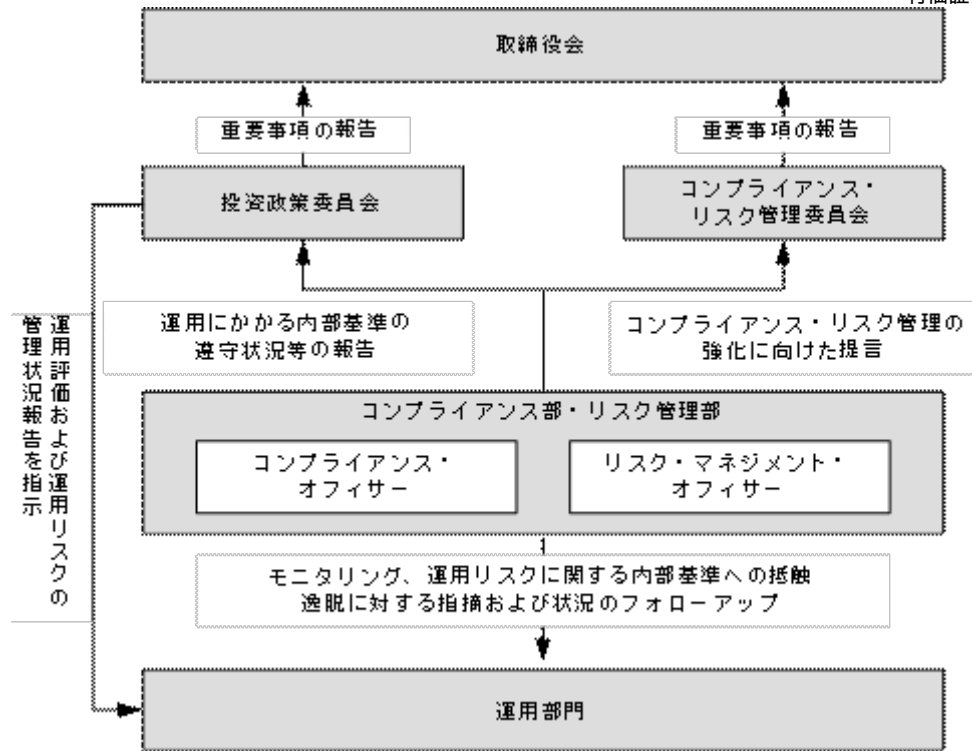 取締役会
重要事項の報告
重要事項の報告
投資政策委員会
コンプライアンス・
リスク管理委員会
運用にかかる内部基準の
遵守状況等の報告
コンプライアンス・リスク管理の
強化に向けた提言
運用評価および運用リスクの
管理状況報告を指示
コンプライアンス部・リスク管理部
コンプライアンス・
オフィサー
リスク・マネジメント・
オフィサー
モニタリング、運用リスクに関する内部基準への抵触
逸脱に対する指摘および状況のフォローアップ
運用部門